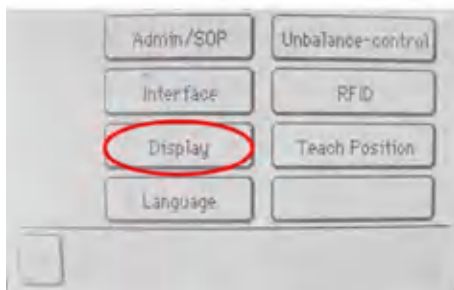 Admin/SOP
Unbalance-control
Interface
RFID
Display
Teach Position
Language